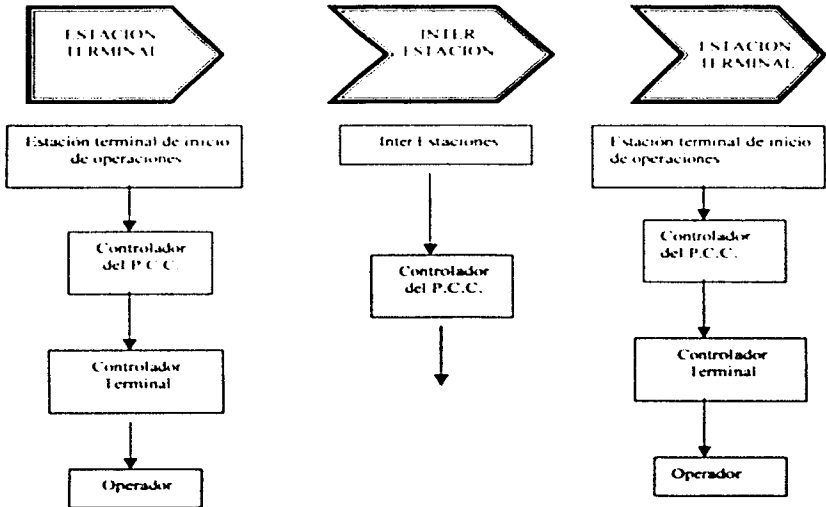 ESTACION
TERMINAL
INTER
ESTACION
ESTACION
TERMINAL
Estación terminal de inicio
de operaciones
Inter Estaciones
Estación terminal de inicio
de operaciones
Controlador
del P.C.C.
Controlador
del P.C.C.
Controlador
del P.C.C.
Controlador
Terminal
Controlador
Terminal
Operador
Operador